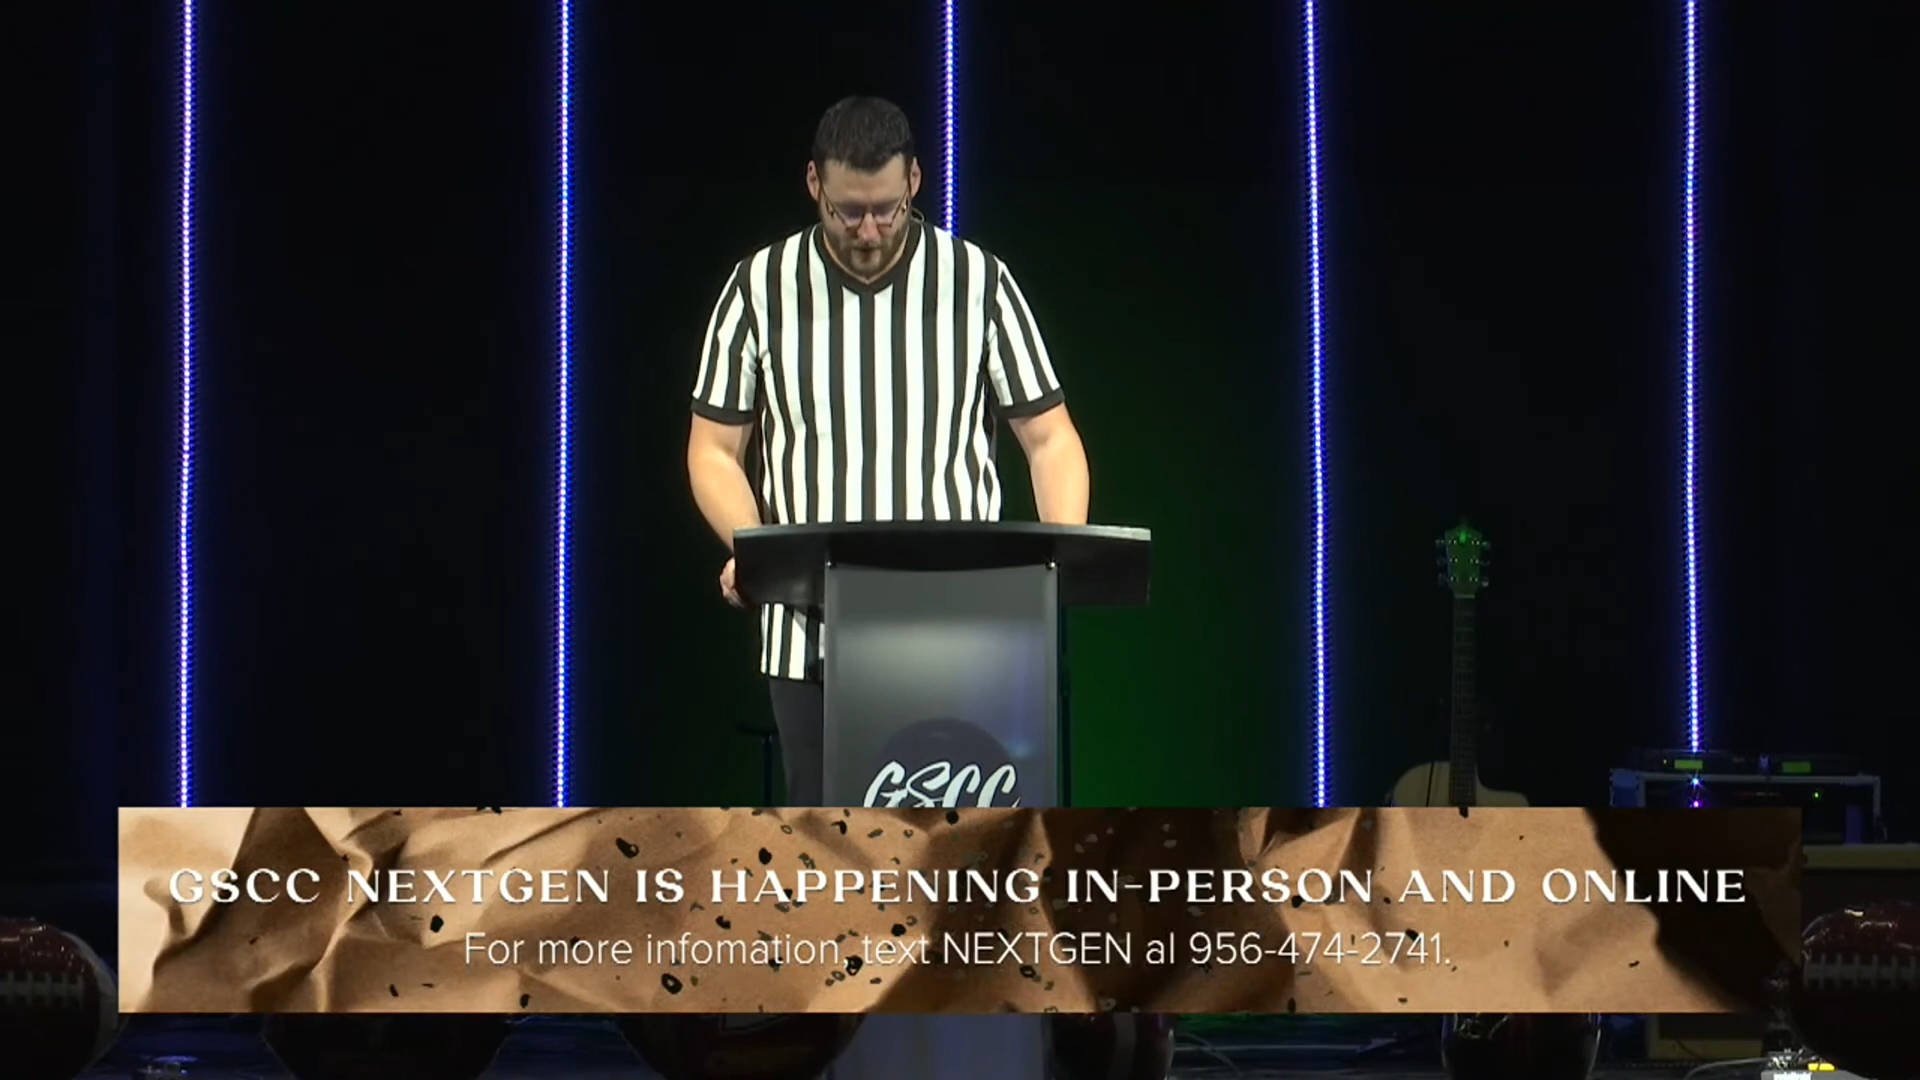 GSCC
GSCC NEXTGEN IS HAPPENING IN-PERSON AND ONLINE
For more infomation, text NEXTGEN al 956-474-2741.